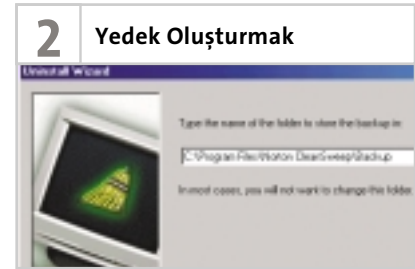 2
Yedek Oluşturmak
Uninstall Wizard
Type the name of the folder to store the backup in:
C:\Program Files\Norton CleanSweep\Backup
In most cases, you will not want to change this folder.